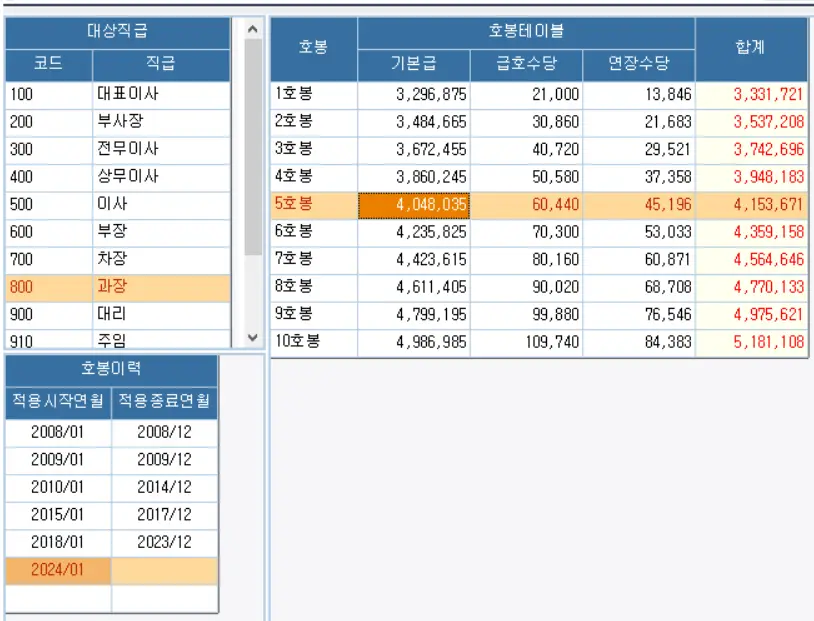 대상직급
코드 직급
100 대표이사
200 부사장
300 전무이사
400 상무이사
500 이사
600 부장
700 차장
800 과장
900 대리
910 주임
호봉 호봉테이블 합계
기본급 급호수당 연장수당
1호봉 3,296,875 21,000 13,846 3,331,721
2호봉 3,484,665 30,860 21,683 3,537,208
3호봉 3,672,455 40,720 29,521 3,742,696
4호봉 3,860,245 50,580 37,358 3,948,183
5호봉 4,048,035 60,440 45,196 4,153,671
6호봉 4,235,825 70,300 53,033 4,359,158
7호봉 4,423,615 80,160 60,871 4,564,646
8호봉 4,611,405 90,020 68,708 4,770,133
9호봉 4,799,195 99,880 76,546 4,975,621
10호봉 4,986,985 109,740 84,383 5,181,108
호봉이력
적용시작연월 적용종료연월
2008/01 2008/12
2009/01 2009/12
2010/01 2014/12
2015/01 2017/12
2018/01 2023/12
2024/01